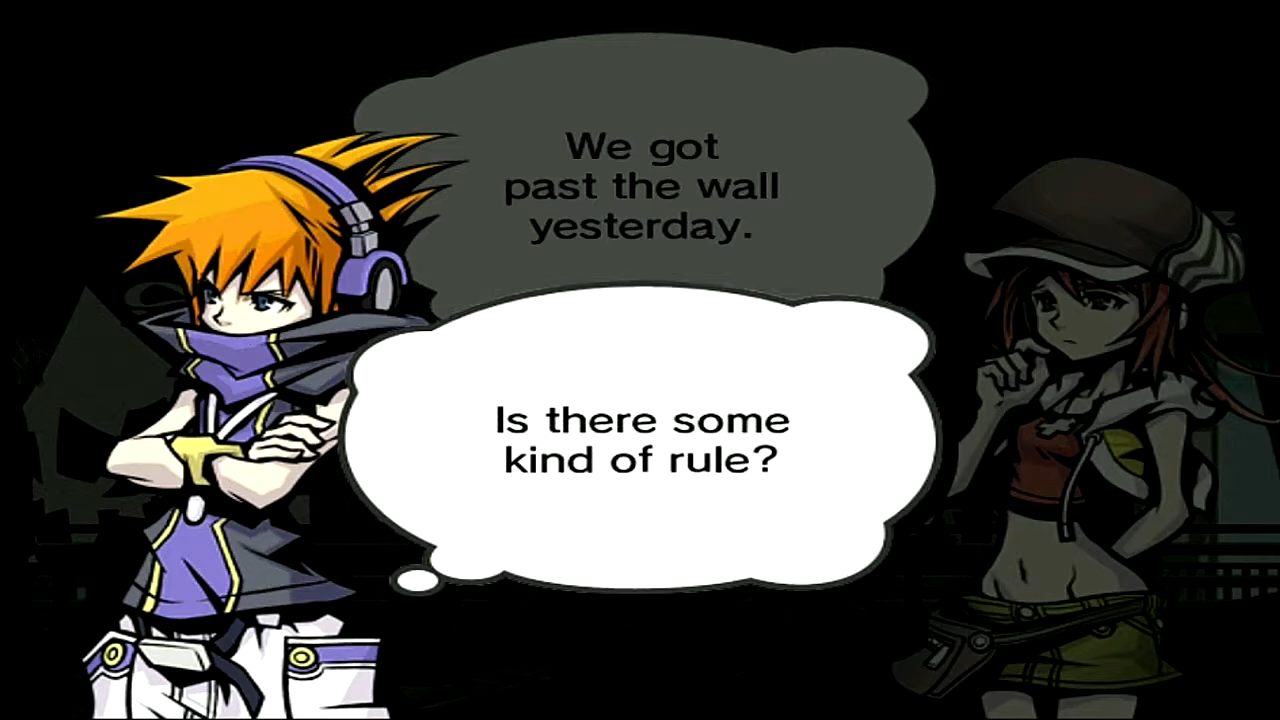 We got
past the wall
yesterday.
Is there some
kind of rule?